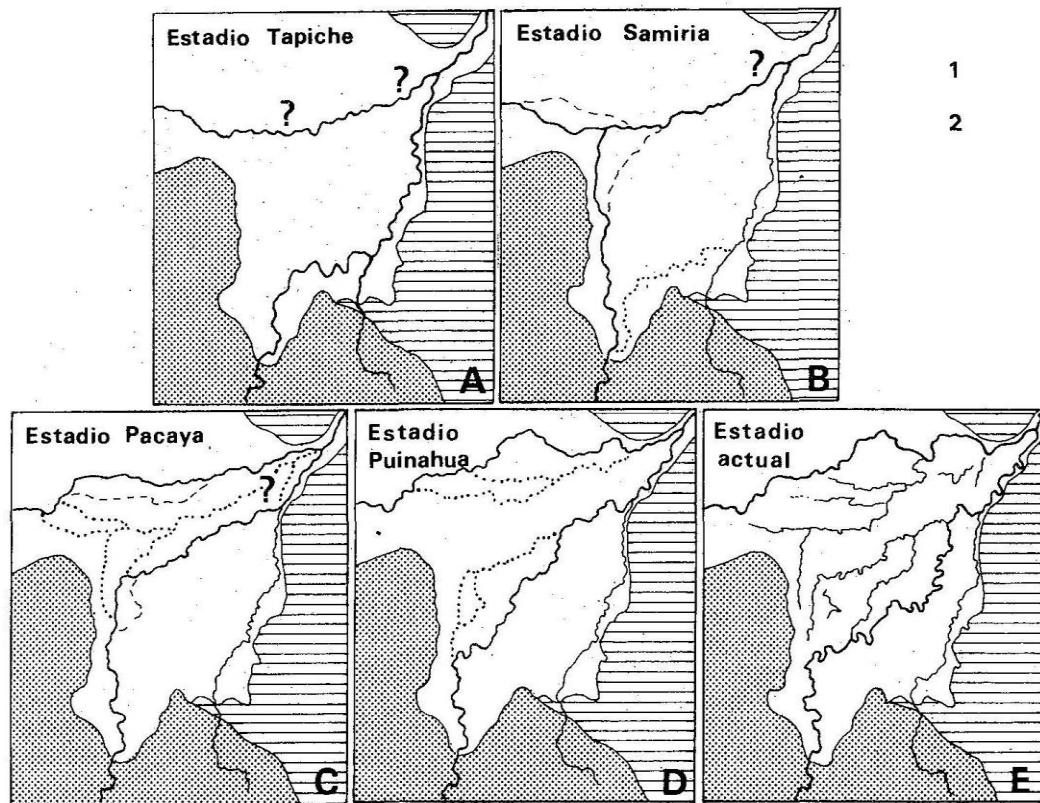 Estadio Tapiche
?
?
A
Estadio Samiria
?
B
1
2
Estadio Pacaya
?
C
Estadio
Puinahua
D
Estadio
actual
E